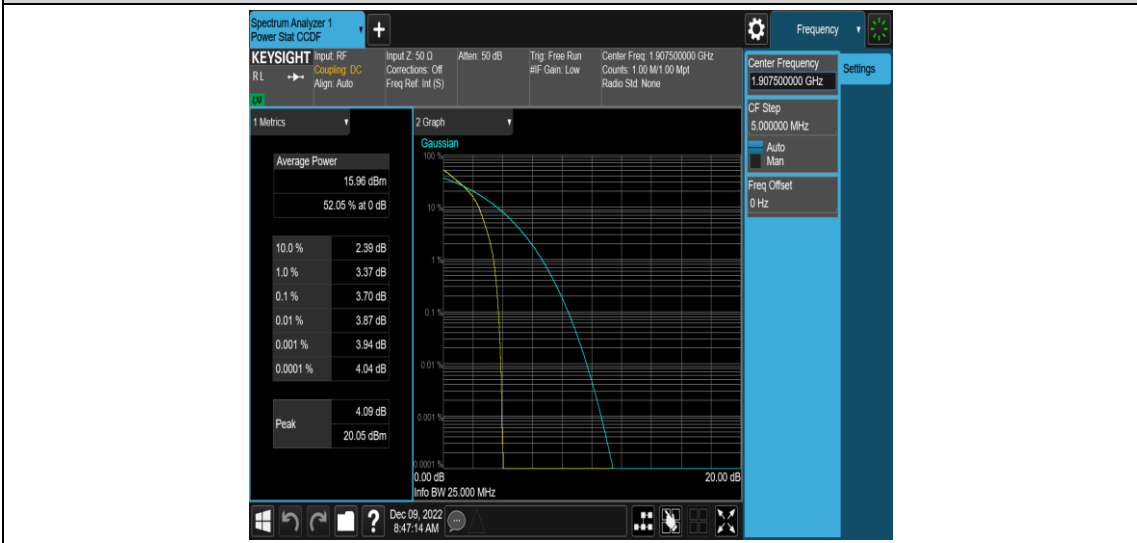 Spectrum Analyzer 1
Power Stat CCDF
Frequency
KEYSIGHT
RL
Input: RF
Coupling: DC
Align: Auto
Input Z: 50 Ω
Corrections: Off
Freq Ref: Int (S)
Atten: 50 dB
Trig: Free Run
#IF Gain: Low
Center Freq: 1.907500000 GHz
Counts: 1.00 M/1.00 Mpt
Radio Std: None
Center Frequency
1.907500000 GHz
Settings
CF Step
5.000000 MHz
Auto
Man
Freq Offset
0 Hz
1 Metrics
Average Power
15.96 dBm
52.05 % at 0 dB
10.0 % 2.39 dB
1.0 % 3.37 dB
0.1 % 3.70 dB
0.01 % 3.87 dB
0.001 % 3.94 dB
0.0001 % 4.04 dB
Peak
4.09 dB
20.05 dBm
2 Graph
Gaussian
100 %
10 %
1 %
0.1 %
0.01 %
0.001 %
0.0001 %
0.00 dB
20.00 dB
Info BW 25.000 MHz
?
Dec 09, 2022
8:47:14 AM